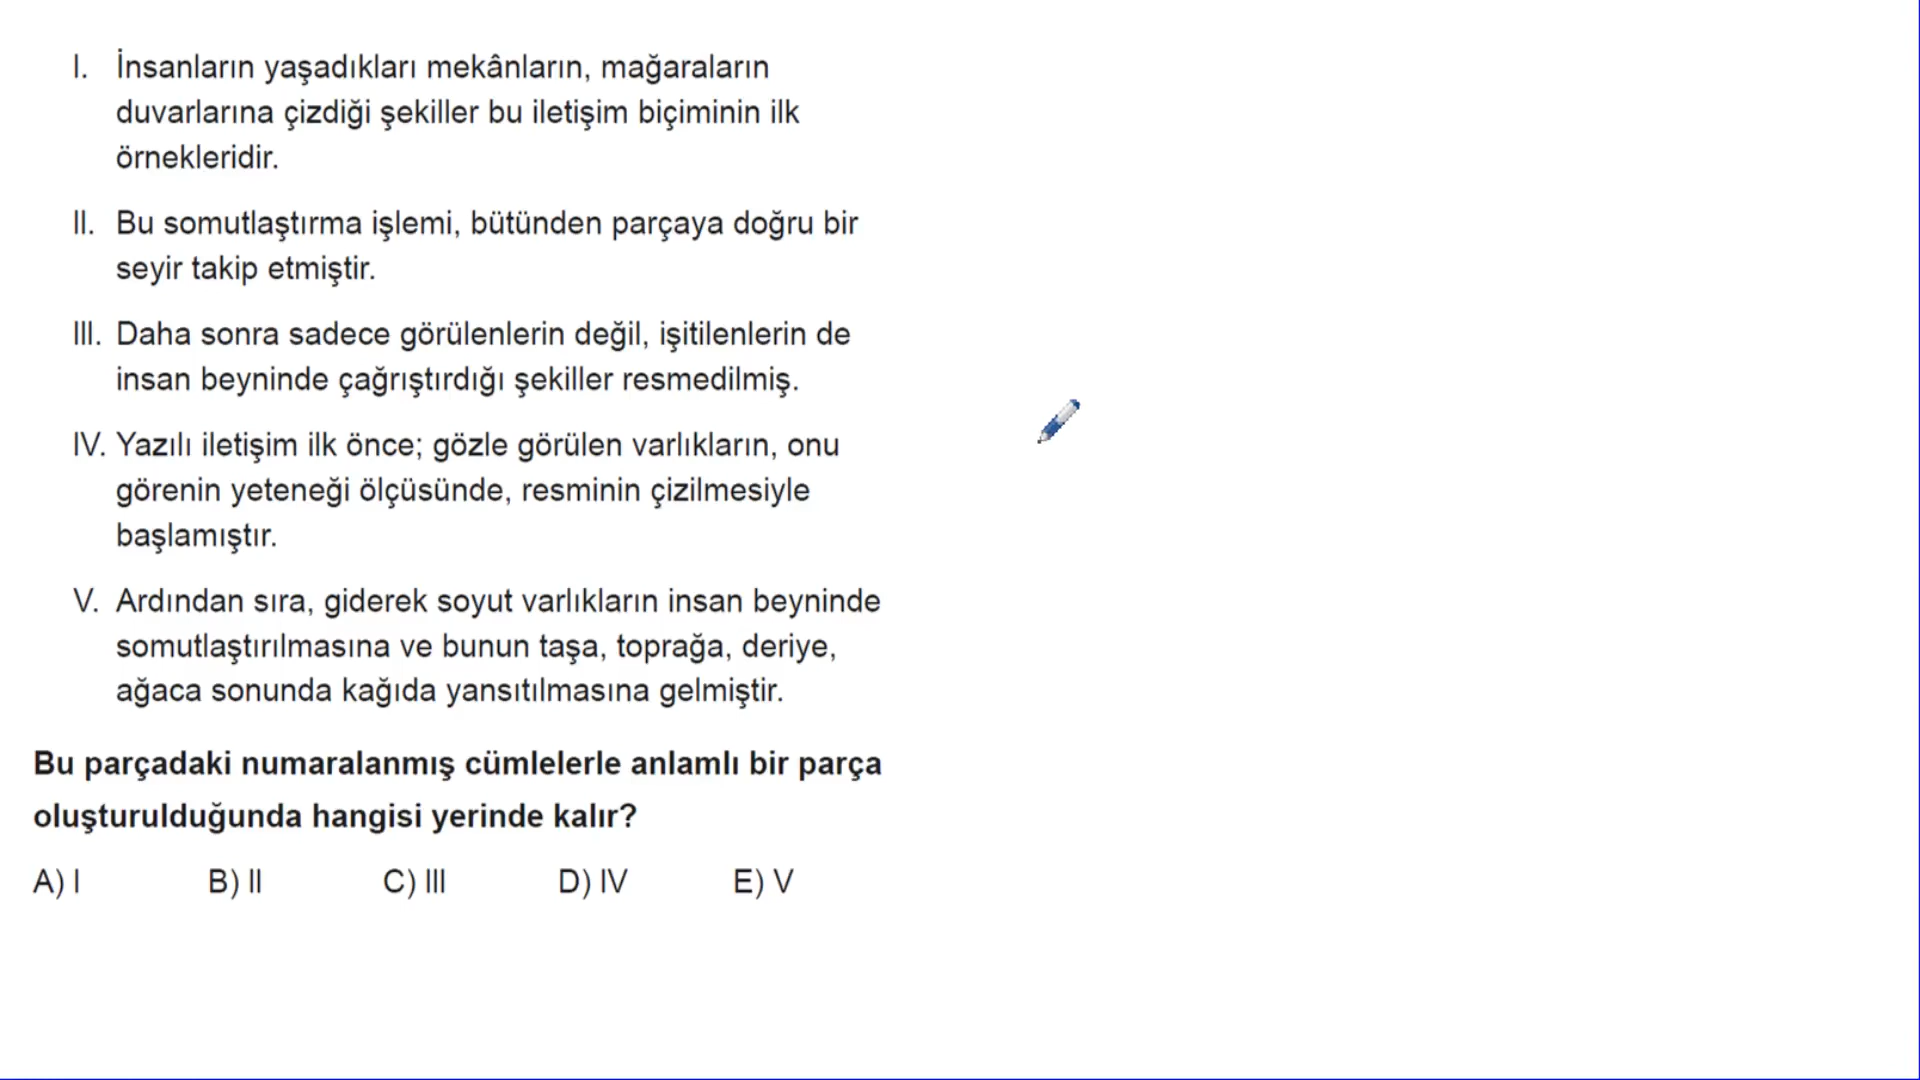 I. İnsanların yaşadıkları mekânların, mağaraların
duvarlarına çizdiği şekiller bu iletişim biçiminin ilk
örnekleridir.
II. Bu somutlaştırma işlemi, bütünden parçaya doğru bir
seyir takip etmiştir.
III. Daha sonra sadece görülenlerin değil, işitilenlerin de
insan beyninde çağrıştırdığı şekiller resmedilmiş.
IV. Yazılı iletişim ilk önce; gözle görülen varlıkların, onu
görenin yeteneği ölçüsünde, resminin çizilmesiyle
başlamıştır.
V. Ardından sıra, giderek soyut varlıkların insan beyninde
somutlaştırılmasına ve bunun taşa, toprağa, deriye,
ağaca sonunda kağıda yansıtılmasına gelmiştir.
Bu parçadaki numaralanmış cümlelerle anlamlı bir parça
oluşturulduğunda hangisi yerinde kalır?
A) I B) II C) III D) IV E) V